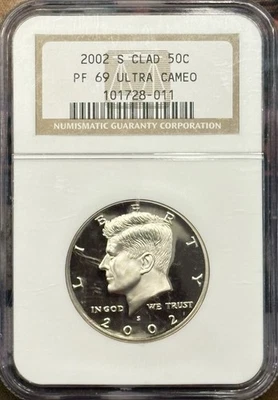 2002 S CLAD 50C
PF 69 ULTRA CAMEO
101728-011
NUMISMATIC GUARANTY CORPORATION
LIBERTY
IN GOD WE TRUST
S
2002